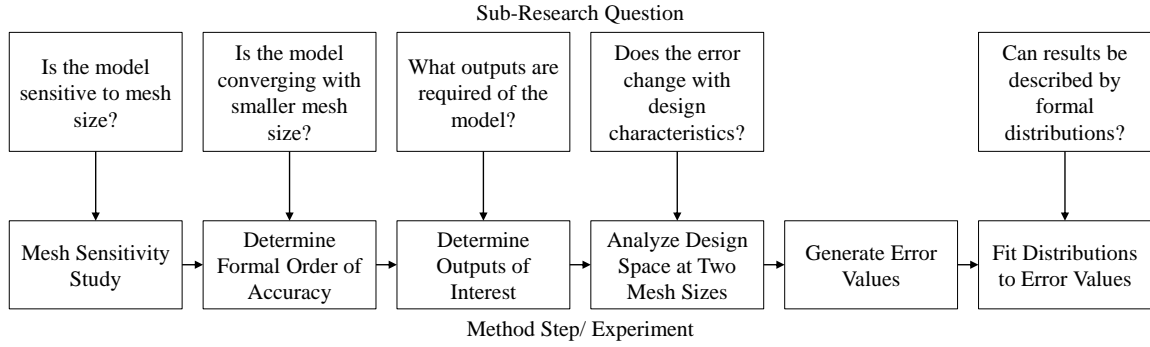 Sub-Research Question
Is the model
sensitive to mesh
size?
Is the model
converging with
smaller mesh
size?
What outputs are
required of the
model?
Does the error
change with
design
characteristics?
Can results be
described by
formal
distributions?
Mesh Sensitivity
Study
Determine
Formal Order of
Accuracy
Determine
Outputs of
Interest
Analyze Design
Space at Two
Mesh Sizes
Generate Error
Values
Fit Distributions
to Error Values
Method Step/ Experiment